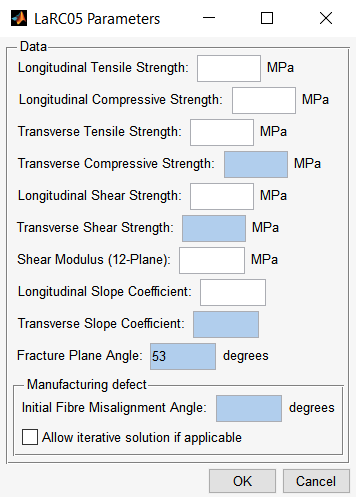 LaRC05 Parameters
Data
Longitudinal Tensile Strength: MPa
Longitudinal Compressive Strength: MPa
Transverse Tensile Strength: MPa
Transverse Compressive Strength: MPa
Longitudinal Shear Strength: MPa
Transverse Shear Strength: MPa
Shear Modulus (12-Plane): MPa
Longitudinal Slope Coefficient:
Transverse Slope Coefficient:
Fracture Plane Angle: 53 degrees
Manufacturing defect
Initial Fibre Misalignment Angle: degrees
Allow iterative solution if applicable
OK Cancel